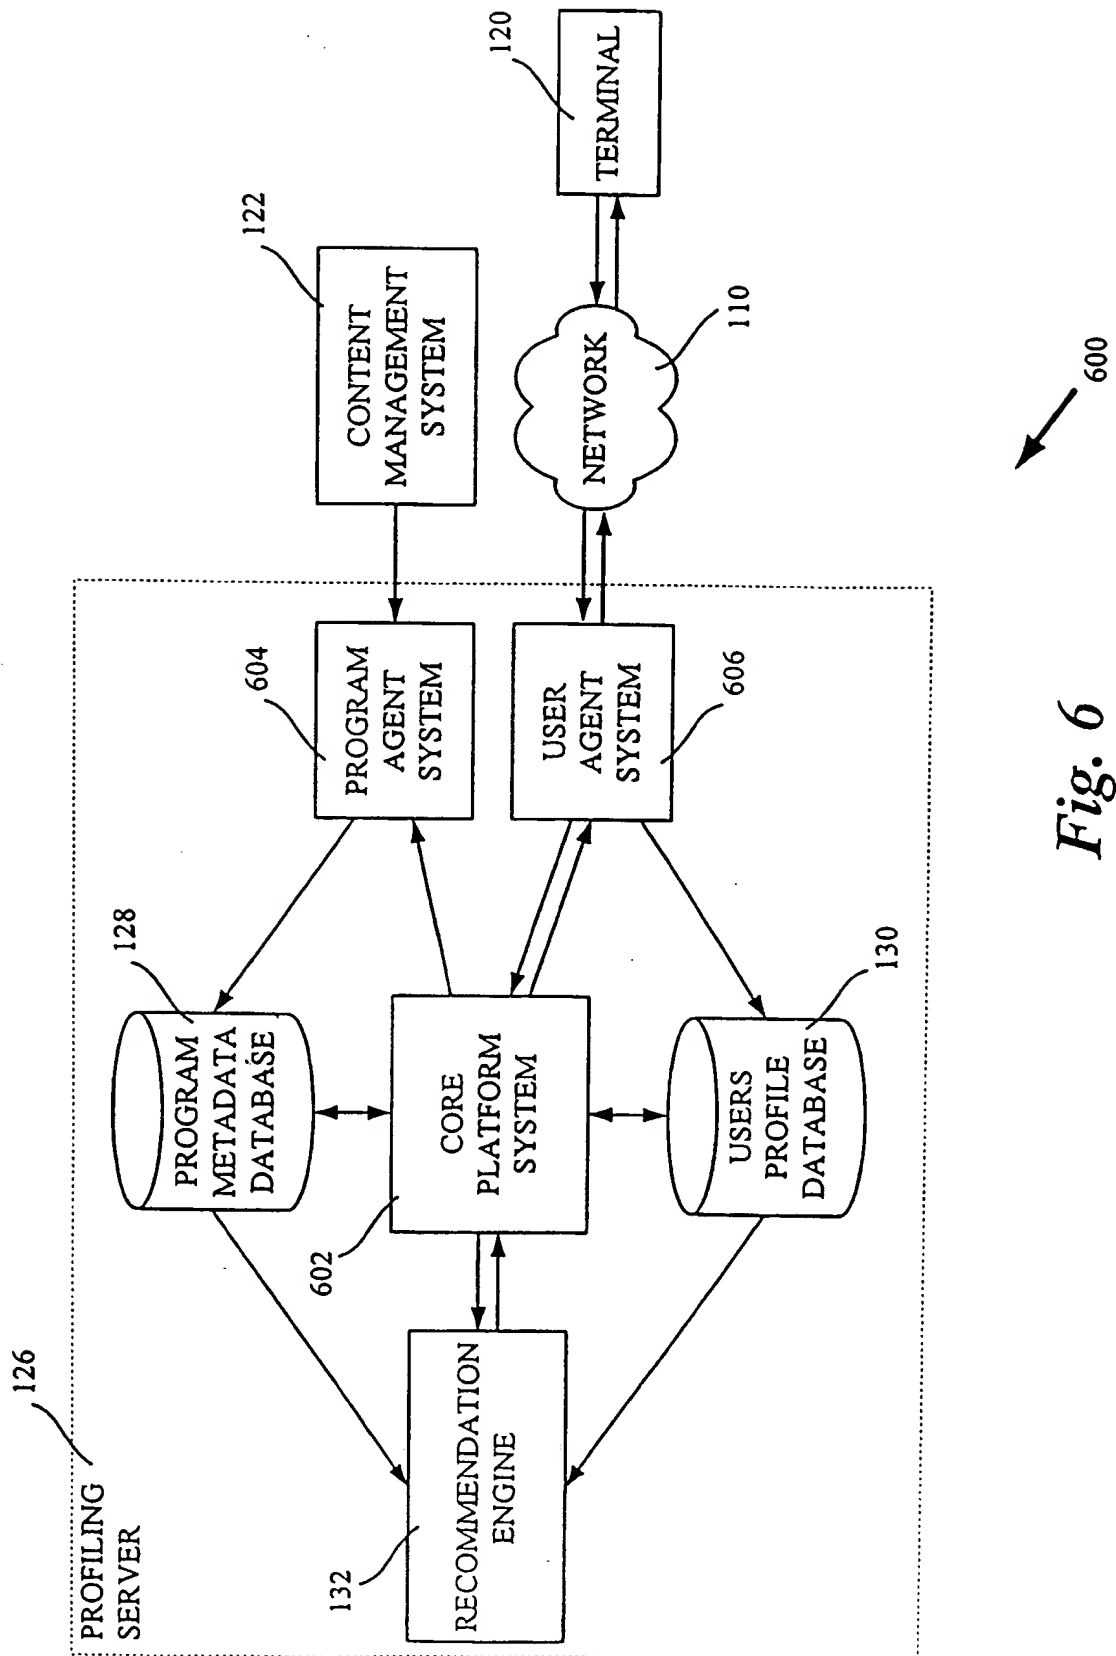 PROFILING
SERVER
126
132
RECOMMENDATION
ENGINE
128
PROGRAM
METADATA
DATABASE
602
CORE
PLATFORM
SYSTEM
130
USERS
PROFILE
DATABASE
604
PROGRAM
AGENT
SYSTEM
606
USER
AGENT
SYSTEM
122
CONTENT
MANAGEMENT
SYSTEM
110
NETWORK
120
TERMINAL
600
Fig. 6